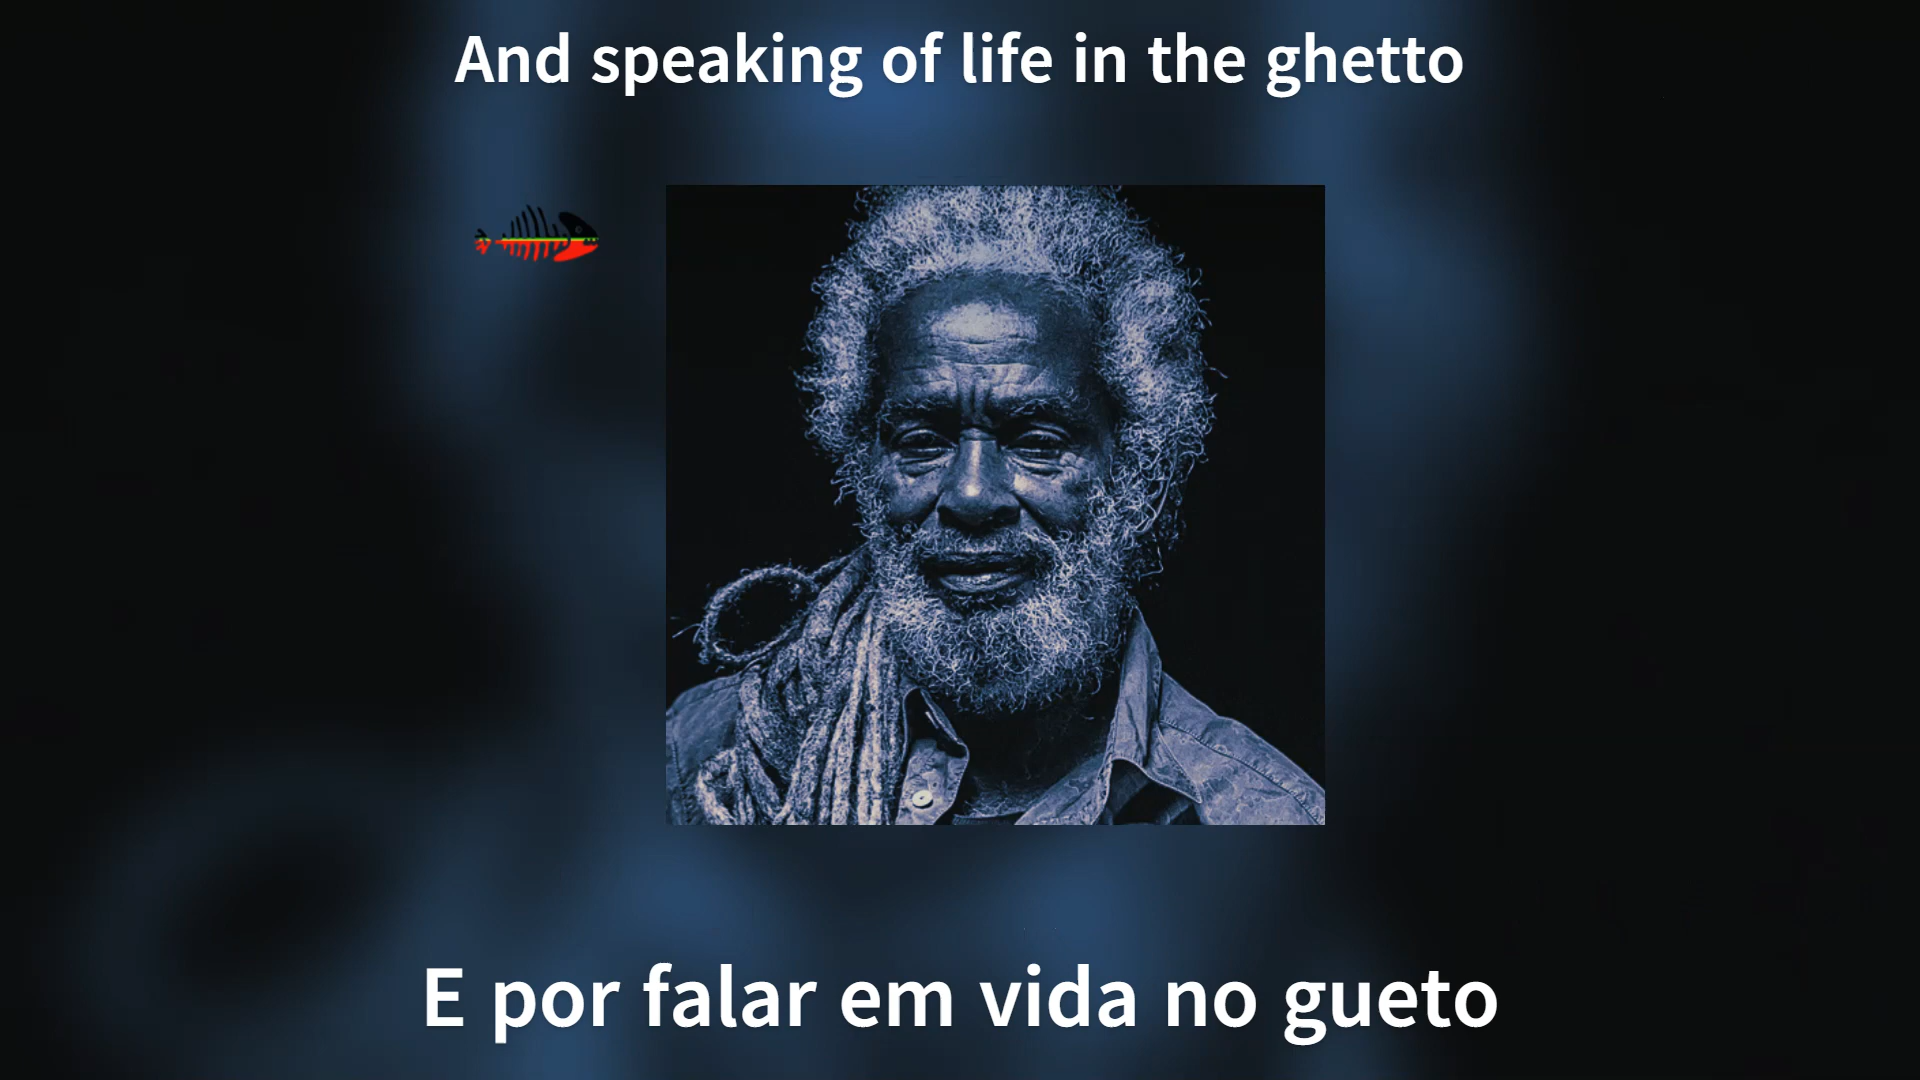 And speaking of life in the ghetto
E por falar em vida no gueto